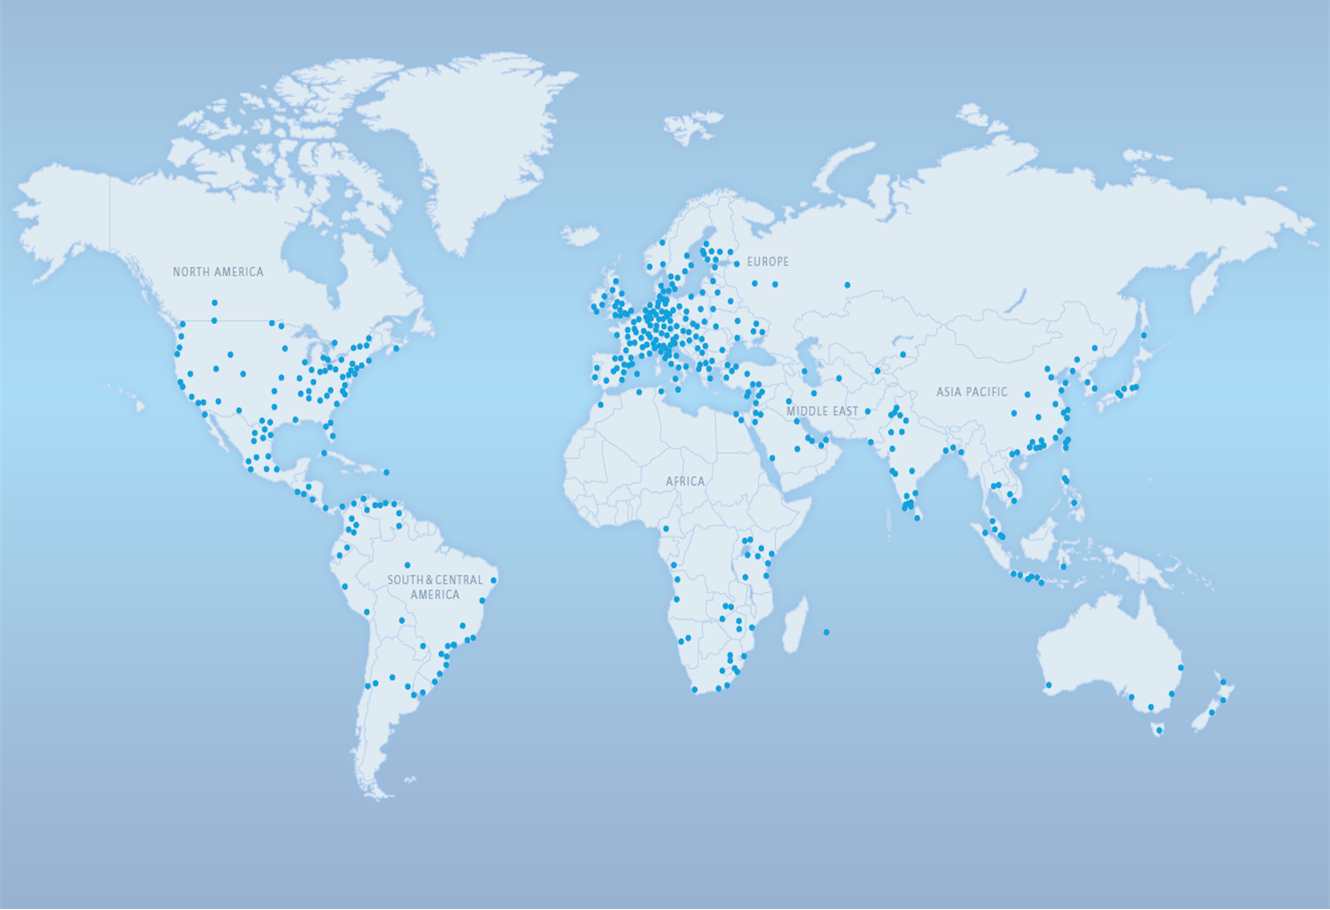 NORTH AMERICA
EUROPE
ASIA PACIFIC
MIDDLE EAST
AFRICA
SOUTH & CENTRAL
AMERICA